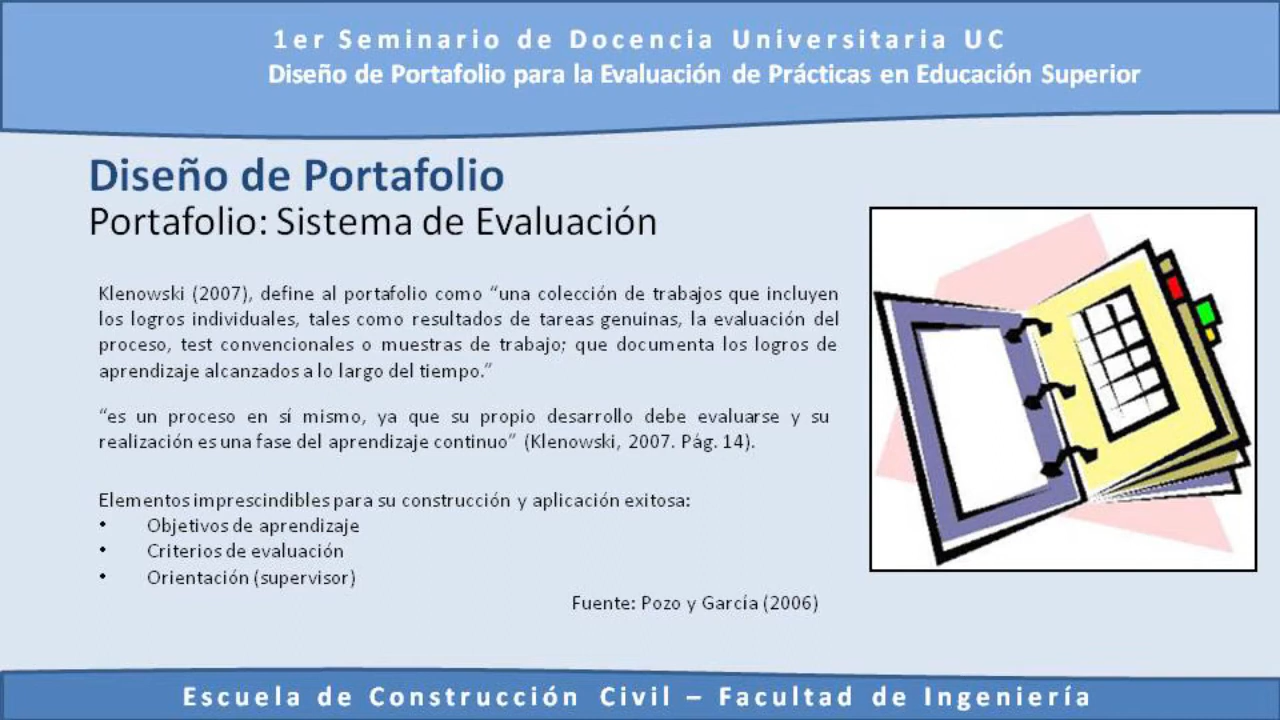 1er Seminario de Docencia Universitaria UC
Diseño de Portafolio para la Evaluación de Prácticas en Educación Superior
Diseño de Portafolio
Portafolio: Sistema de Evaluación
Klenowski (2007), define al portafolio como “una colección de trabajos que incluyen
los logros individuales, tales como resultados de tareas genuinas, la evaluación del
proceso, test convencionales o muestras de trabajo; que documenta los logros de
aprendizaje alcanzados a lo largo del tiempo.”
“es un proceso en sí mismo, ya que su propio desarrollo debe evaluarse y su
realización es una fase del aprendizaje continuo” (Klenowski, 2007. Pág. 14).
Elementos imprescindibles para su construcción y aplicación exitosa:
• Objetivos de aprendizaje
• Criterios de evaluación
• Orientación (supervisor)
Fuente: Pozo y García (2006)
Escuela de Construcción Civil – Facultad de Ingeniería